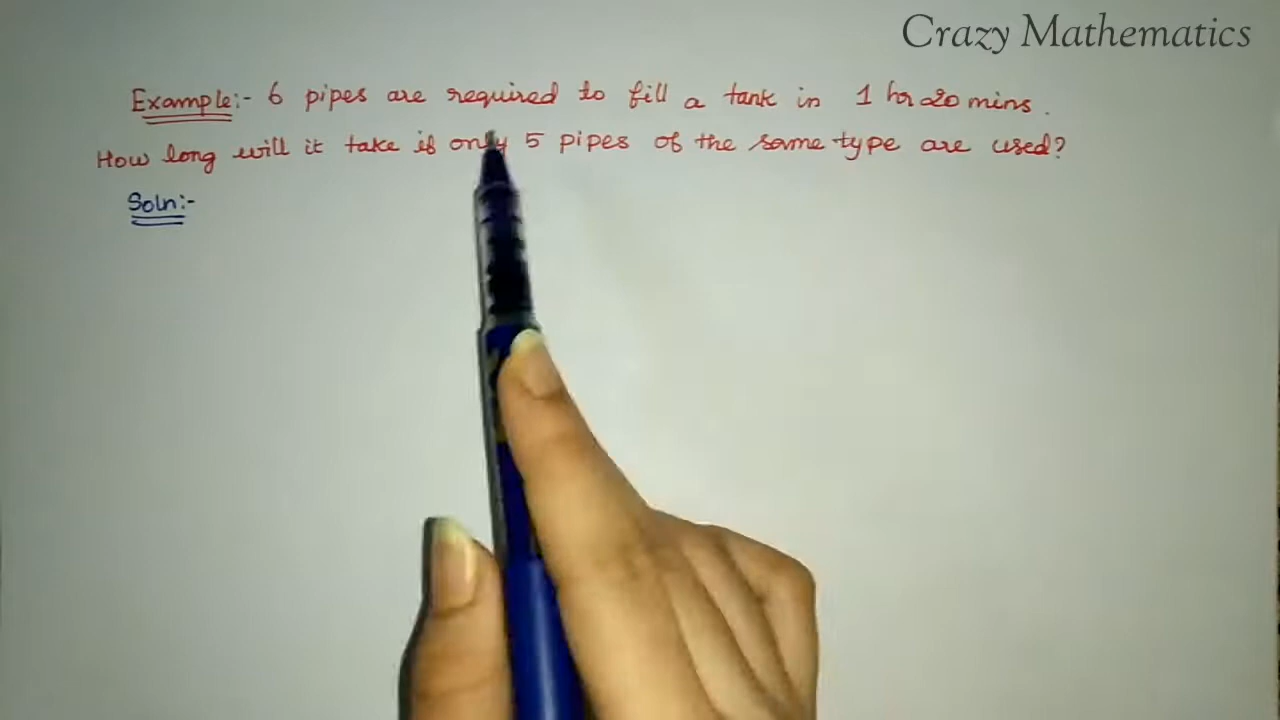 Crazy Mathematics
Example:- 6 pipes are required to fill a tank in 1 hr 20 mins.
How long will it take if only 5 pipes of the same type are used?
Soln:-